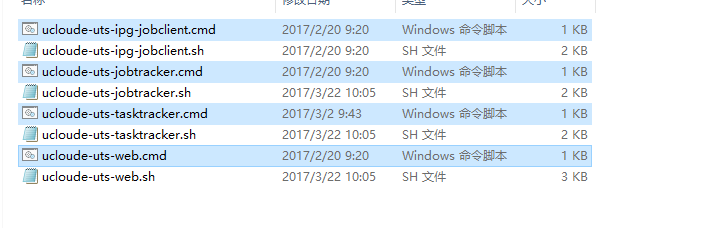 名称 修改日期 类型 大小
ucloude-uts-ipg-jobclient.cmd 2017/2/20 9:20 Windows 命令脚本 1 KB
ucloude-uts-ipg-jobclient.sh 2017/2/20 9:20 SH 文件 2 KB
ucloude-uts-jobtracker.cmd 2017/2/20 9:20 Windows 命令脚本 1 KB
ucloude-uts-jobtracker.sh 2017/3/22 10:05 SH 文件 2 KB
ucloude-uts-tasktracker.cmd 2017/3/2 9:43 Windows 命令脚本 1 KB
ucloude-uts-tasktracker.sh 2017/3/22 10:05 SH 文件 2 KB
ucloude-uts-web.cmd 2017/2/20 9:20 Windows 命令脚本 1 KB
ucloude-uts-web.sh 2017/3/22 10:05 SH 文件 3 KB